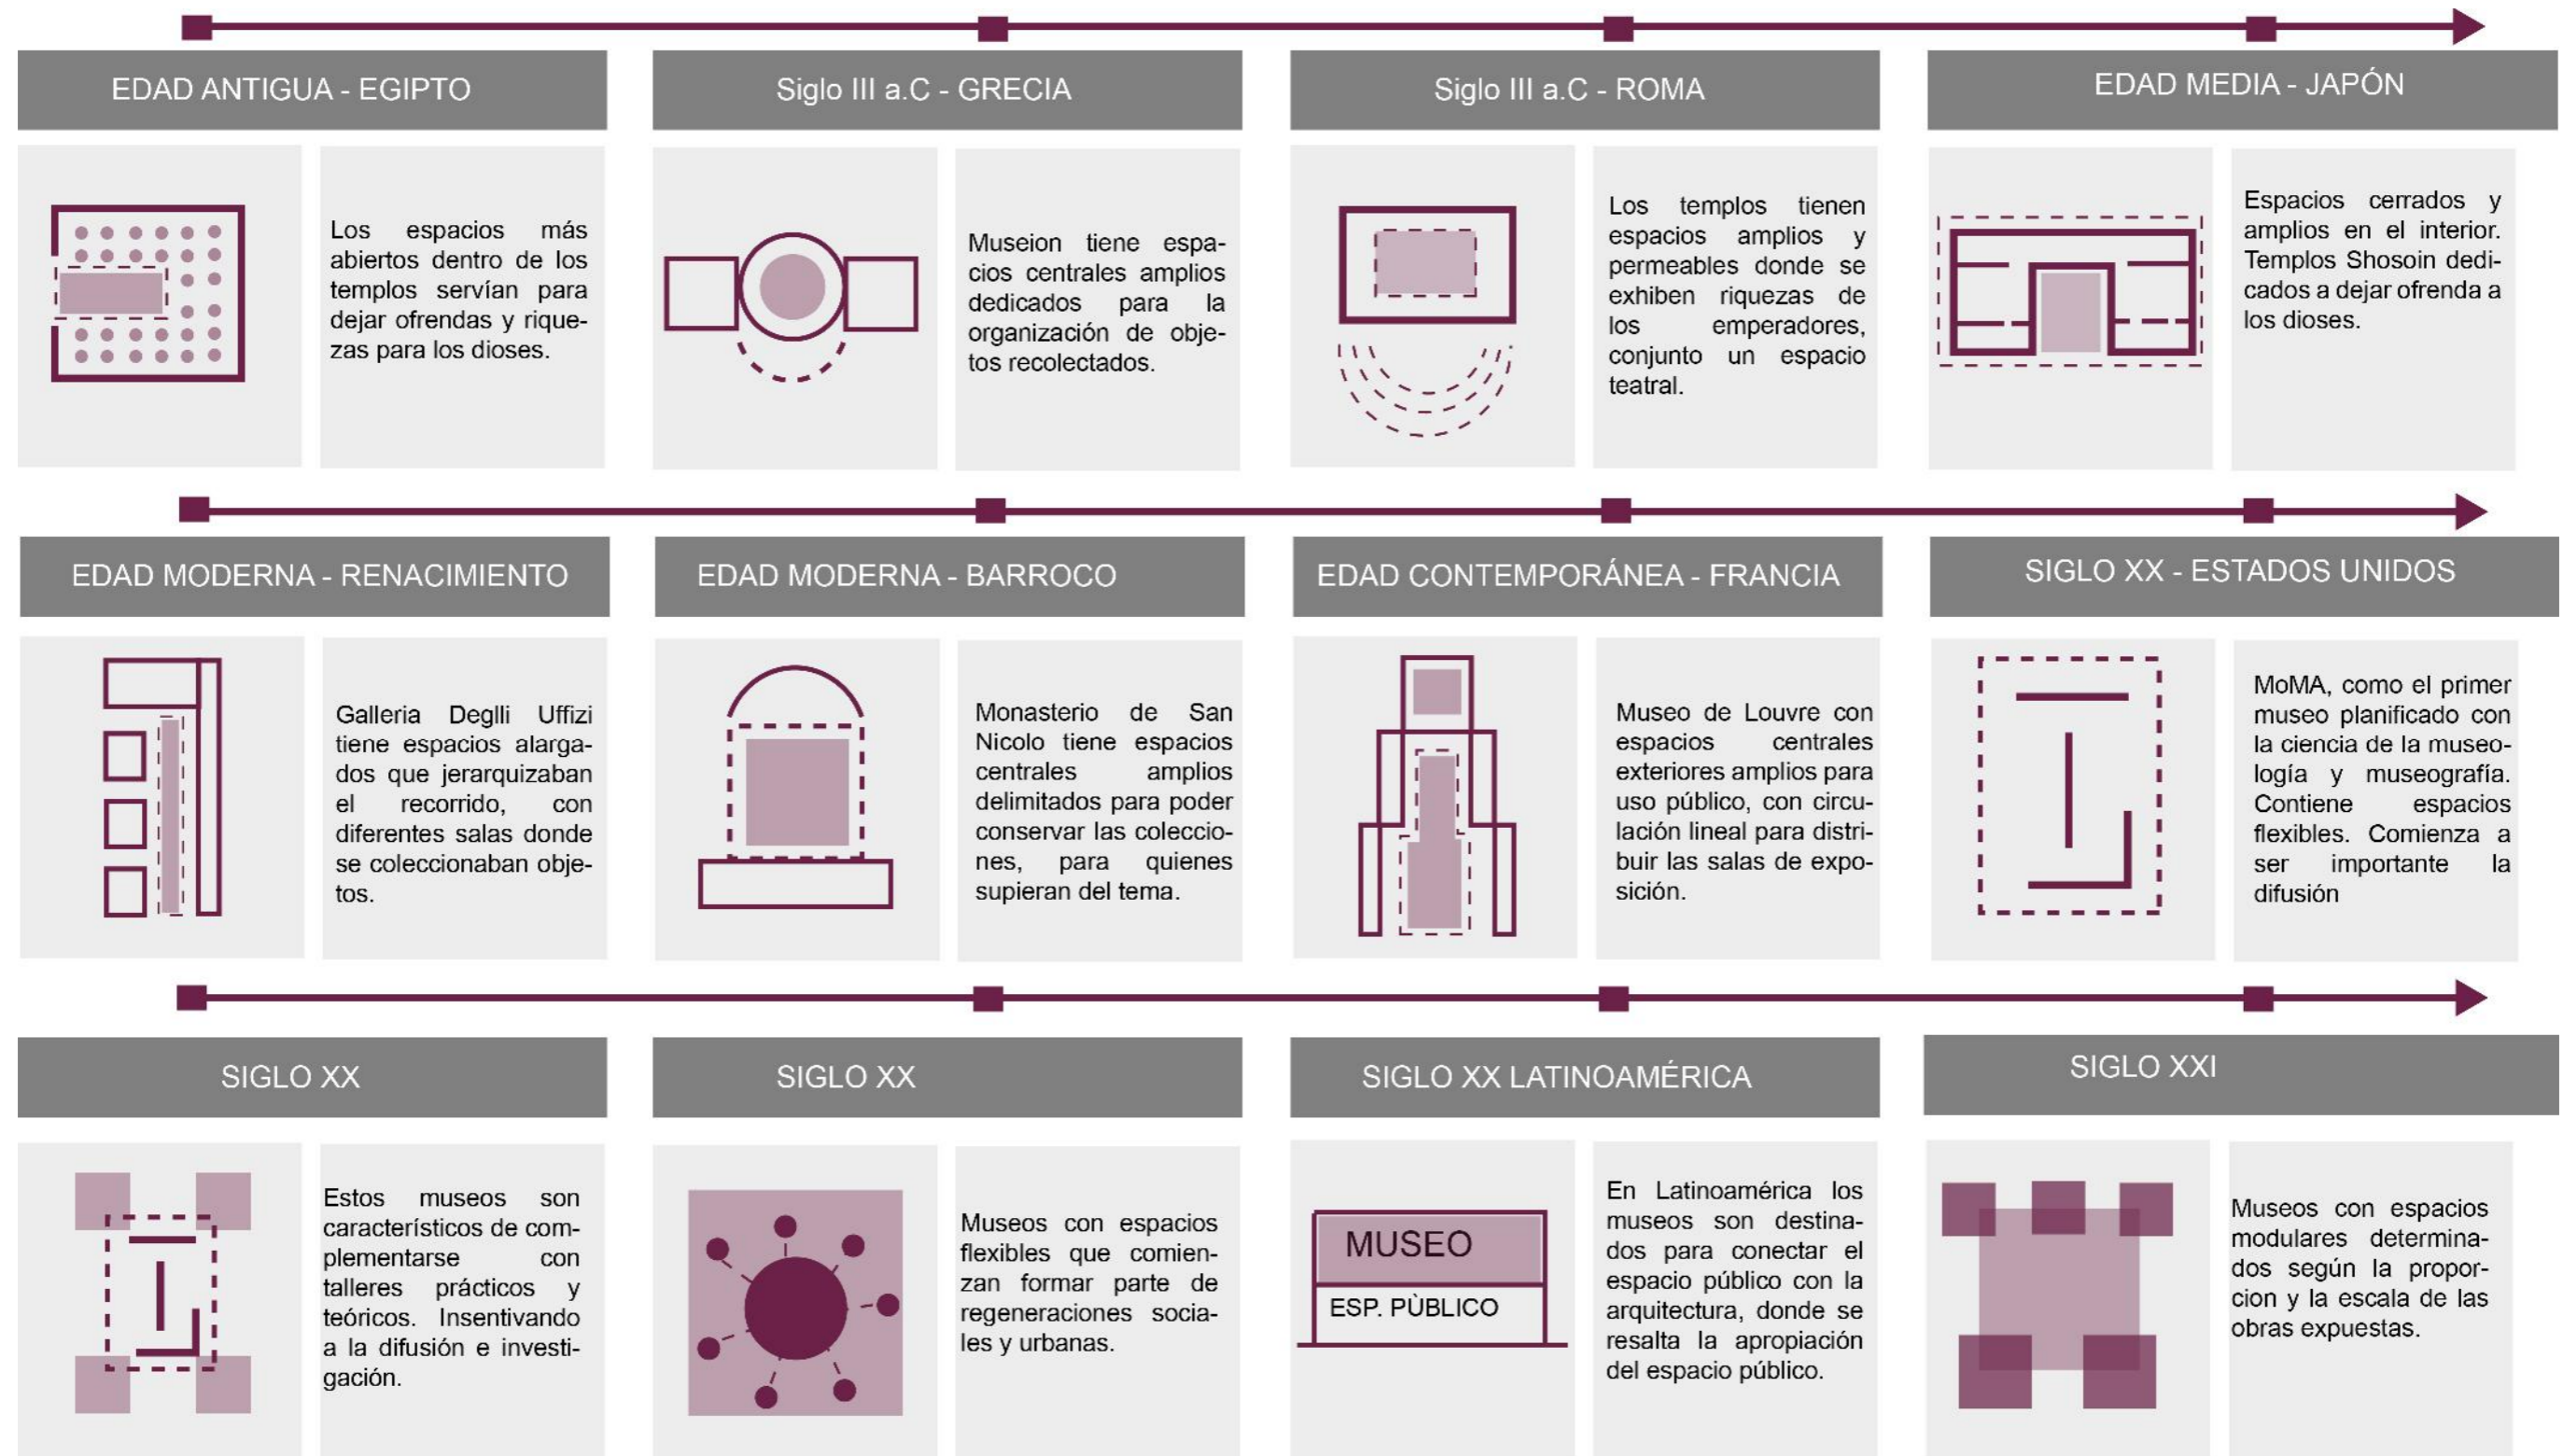 EDAD ANTIGUA - EGIPTO
Los espacios más
abiertos dentro de los
templos servían para
dejar ofrendas y rique-
zas para los dioses.
Siglo III a.C - GRECIA
Museion tiene espa-
cios centrales amplios
dedicados para la
organización de obje-
tos recolectados.
Siglo III a.C - ROMA
Los templos tienen
espacios amplios y
permeables donde se
exhiben riquezas de
los emperadores,
conjunto un espacio
teatral.
EDAD MEDIA - JAPÓN
Espacios cerrados y
amplios en el interior.
Templos Shosoin dedi-
cados a dejar ofrenda a
los dioses.
EDAD MODERNA - RENACIMIENTO
Galleria Deglli Uffizi
tiene espacios alarga-
dos que jerarquizaban
el recorrido, con
diferentes salas donde
se coleccionaban obje-
tos.
EDAD MODERNA - BARROCO
Monasterio de San
Nicolo tiene espacios
centrales amplios
delimitados para poder
conservar las coleccio-
nes, para quienes
supieran del tema.
EDAD CONTEMPORÁNEA - FRANCIA
Museo de Louvre con
espacios centrales
exteriores amplios para
uso público, con circu-
lación lineal para distri-
buir las salas de expo-
sición.
SIGLO XX - ESTADOS UNIDOS
MoMA, como el primer
museo planificado con
la ciencia de la museo-
logía y museografía.
Contiene espacios
flexibles. Comienza a
ser importante la
difusión
SIGLO XX
Estos museos son
característicos de com-
plementarse con
talleres prácticos y
teóricos. Insentivando
a la difusión e investi-
gación.
SIGLO XX
Museos con espacios
flexibles que comien-
zan formar parte de
regeneraciones socia-
les y urbanas.
SIGLO XX LATINOAMÉRICA
MUSEO
ESP. PÙBLICO
En Latinoamérica los
museos son destina-
dos para conectar el
espacio público con la
arquitectura, donde se
resalta la apropiación
del espacio público.
SIGLO XXI
Museos con espacios
modulares determina-
dos según la propor-
cion y la escala de las
obras expuestas.